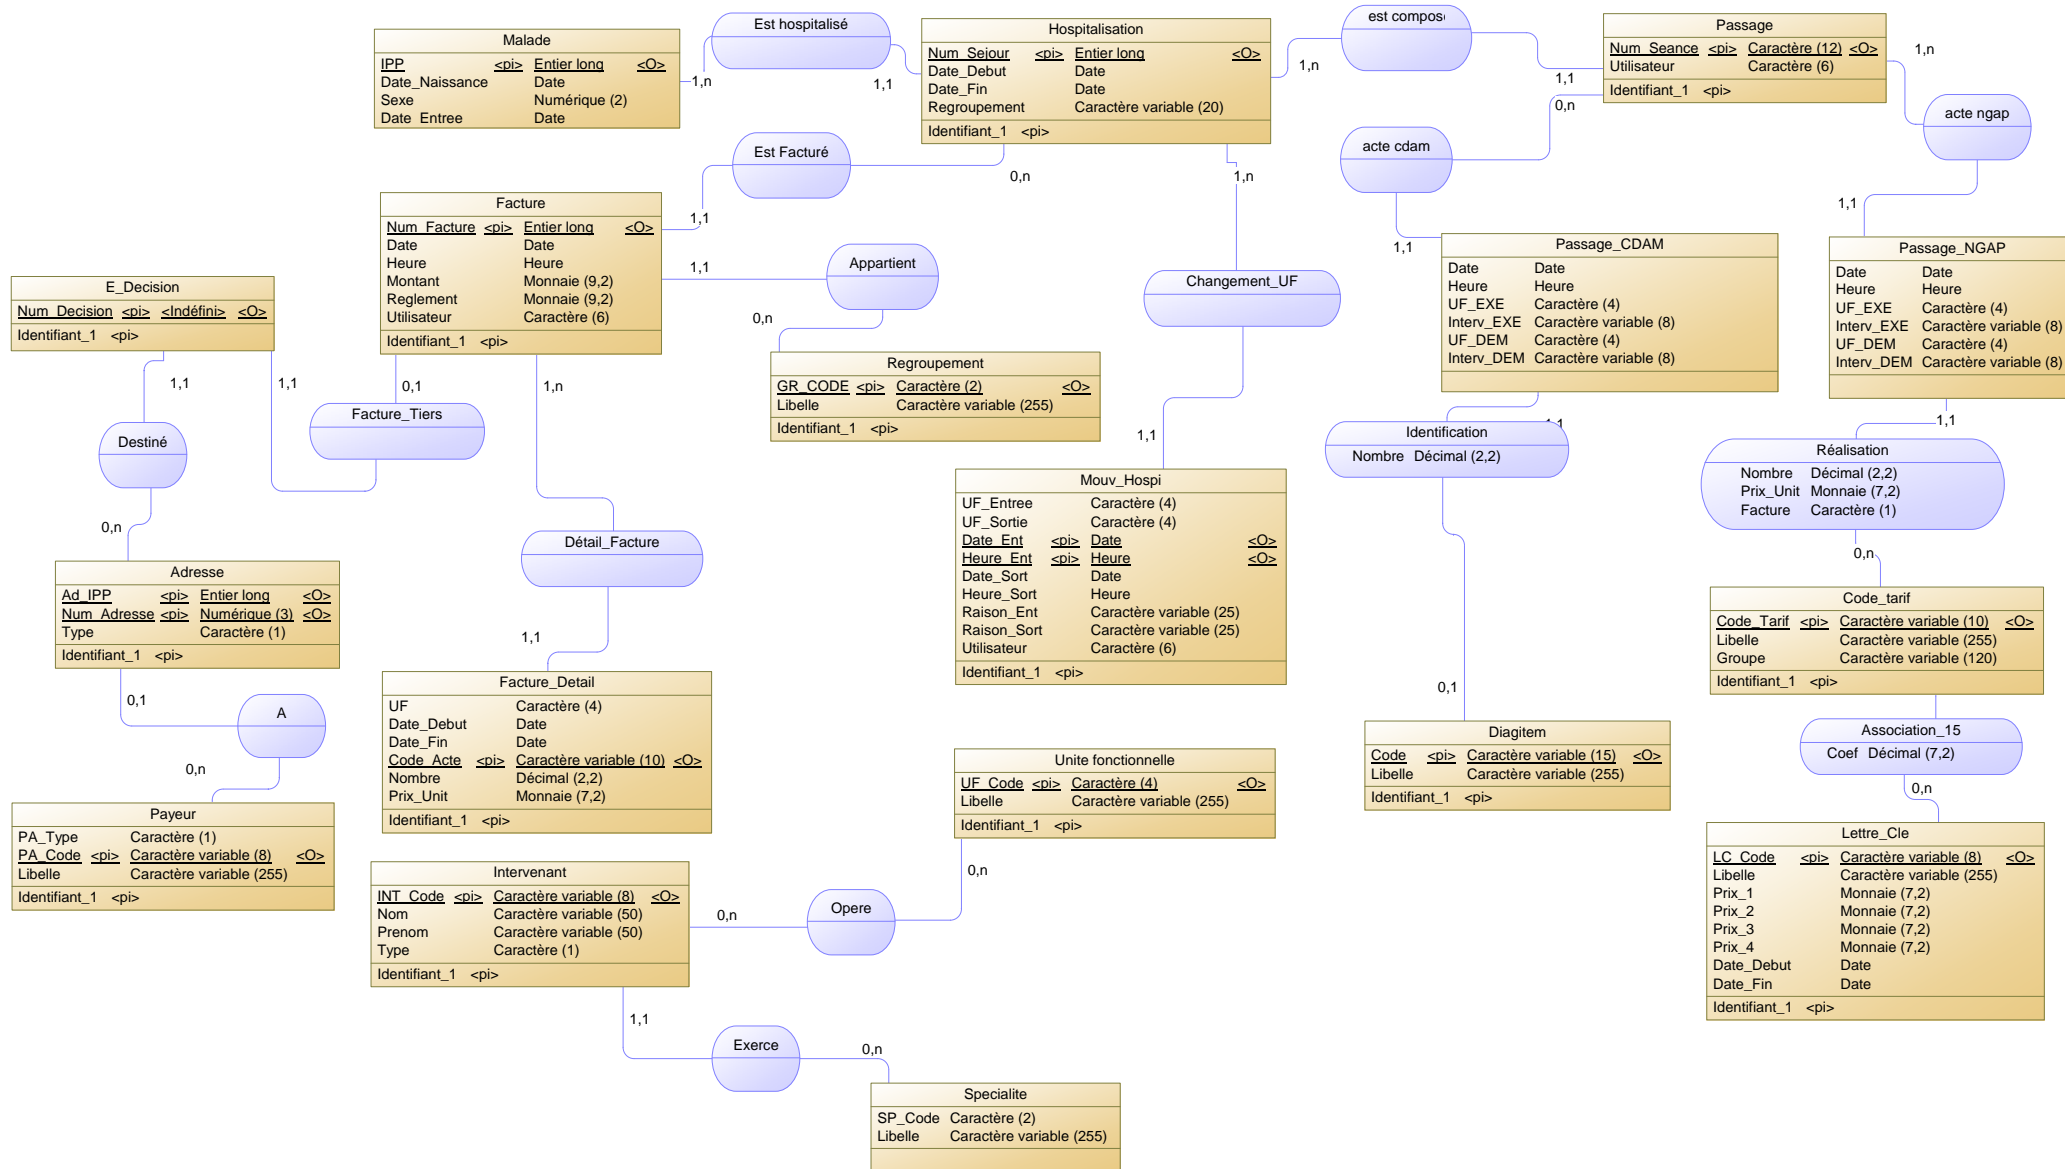 Est hospitalisé
Malade
IPP <pi> Entier long <O>
Date_Naissance Date
Sexe Numérique (2)
Date_Entree Date
1,n
1,1
Hospitalisation
Num_Sejour <pi> Entier long <O>
Date_Debut Date
Date_Fin Date
Regroupement Caractère variable (20)
Identifiant_1 <pi>
1,n
est compos
1,1
Passage
Num_Seance <pi> Caractère (12) <O>
Utilisateur Caractère (6)
Identifiant_1 <pi>
1,n
0,n
acte ngap
acte cdam
1,1
1,1
Est Facturé
0,n
1,1
1,n
Facture
Num_Facture <pi> Entier long <O>
Date Date
Heure Heure
Montant Monnaie (9,2)
Reglement Monnaie (9,2)
Utilisateur Caractère (6)
Identifiant_1 <pi>
1,1
Appartient
0,n
Changement_UF
1,1
Passage_CDAM
Date Date
Heure Heure
UF_EXE Caractère (4)
Interv_EXE Caractère variable (8)
UF_DEM Caractère (4)
Interv_DEM Caractère variable (8)
Passage_NGAP
Date Date
Heure Heure
UF_EXE Caractère (4)
Interv_EXE Caractère variable (8)
UF_DEM Caractère (4)
Interv_DEM Caractère variable (8)
E_Decision
Num_Decision <pi> <Indéfini> <O>
Identifiant_1 <pi>
1,1
1,1
0,1
1,n
Facture_Tiers
Destiné
0,n
Regroupement
GR_CODE <pi> Caractère (2) <O>
Libelle Caractère variable (255)
Identifiant_1 <pi>
1,1
Identification
Nombre Décimal (2,2)
1,1
Réalisation
Nombre Décimal (2,2)
Prix_Unit Monnaie (7,2)
Facture Caractère (1)
0,n
Détail_Facture
1,1
Mouv_Hospi
UF_Entree Caractère (4)
UF_Sortie Caractère (4)
Date_Ent <pi> Date <O>
Heure_Ent <pi> Heure <O>
Date_Sort Date
Heure_Sort Heure
Raison_Ent Caractère variable (25)
Raison_Sort Caractère variable (25)
Utilisateur Caractère (6)
Identifiant_1 <pi>
Adresse
Ad_IPP <pi> Entier long <O>
Num_Adresse <pi> Numérique (3) <O>
Type Caractère (1)
Identifiant_1 <pi>
0,1
A
0,n
Code_tarif
Code_Tarif <pi> Caractère variable (10) <O>
Libelle Caractère variable (255)
Groupe Caractère variable (120)
Identifiant_1 <pi>
Facture_Detail
UF Caractère (4)
Date_Debut Date
Date_Fin Date
Code_Acte <pi> Caractère variable (10) <O>
Nombre Décimal (2,2)
Prix_Unit Monnaie (7,2)
Identifiant_1 <pi>
0,1
Diagitem
Code <pi> Caractère variable (15) <O>
Libelle Caractère variable (255)
Identifiant_1 <pi>
Association_15
Coef Décimal (7,2)
0,n
Unite fonctionnelle
UF_Code <pi> Caractère (4) <O>
Libelle Caractère variable (255)
Identifiant_1 <pi>
0,n
Payeur
PA_Type Caractère (1)
PA_Code <pi> Caractère variable (8) <O>
Libelle Caractère variable (255)
Identifiant_1 <pi>
Lettre_Cle
LC_Code <pi> Caractère variable (8) <O>
Libelle Caractère variable (255)
Prix_1 Monnaie (7,2)
Prix_2 Monnaie (7,2)
Prix_3 Monnaie (7,2)
Prix_4 Monnaie (7,2)
Date_Debut Date
Date_Fin Date
Identifiant_1 <pi>
Intervenant
INT_Code <pi> Caractère variable (8) <O>
Nom Caractère variable (50)
Prenom Caractère variable (50)
Type Caractère (1)
Identifiant_1 <pi>
0,n
Opere
1,1
Exerce
0,n
Specialite
SP_Code Caractère (2)
Libelle Caractère variable (255)